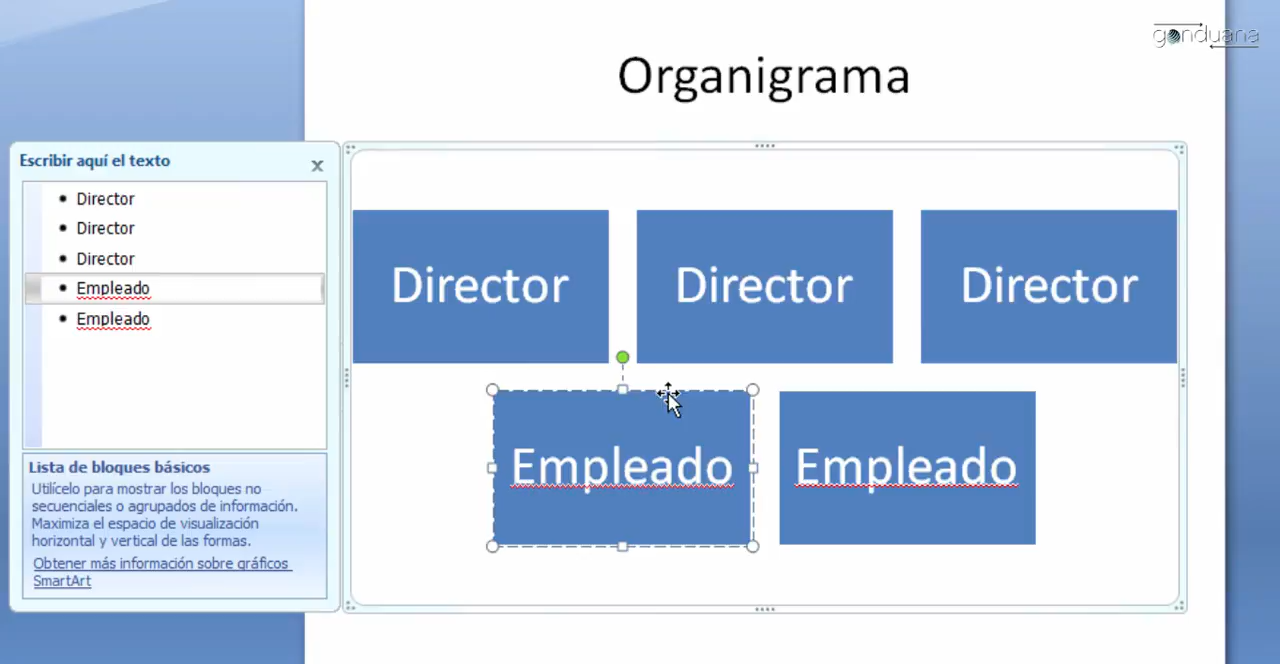 gonduana
Organigrama
Escribir aquí el texto
x
• Director
• Director
• Director
• Empleado
• Empleado
Lista de bloques básicos
Utilícelo para mostrar los bloques no
secuenciales o agrupados de información.
Maximiza el espacio de visualización
horizontal y vertical de las formas.
Obtener más información sobre gráficos
SmartArt
Director Director Director
Empleado Empleado